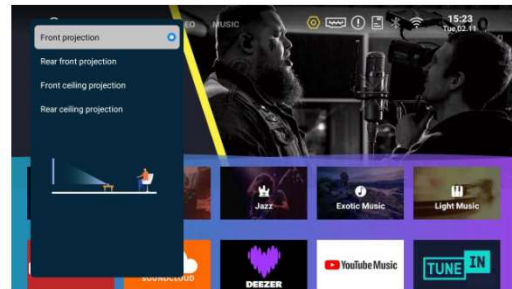 Front projection
EO
MUSIC
15:23
Tue,02.11
Rear front projection
Front ceiling projection
Rear ceiling projection
Jazz
Exotic Music
Light Music
SOUNDCLOUD
DEEZER
YouTube Music
TUNE IN